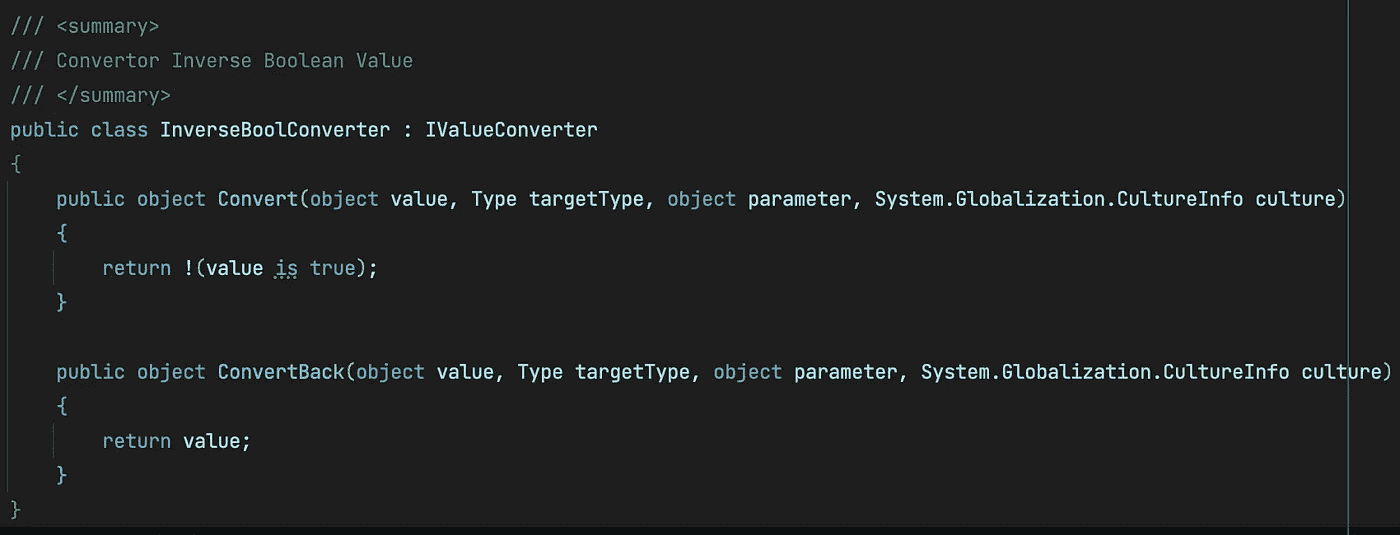 /// <summary>
/// Convertor Inverse Boolean Value
/// </summary>
public class InverseBoolConverter : IValueConverter
{
    public object Convert(object value, Type targetType, object parameter, System.Globalization.CultureInfo culture)
    {
        return !(value is true);
    }

    public object ConvertBack(object value, Type targetType, object parameter, System.Globalization.CultureInfo culture)
    {
        return value;
    }
}